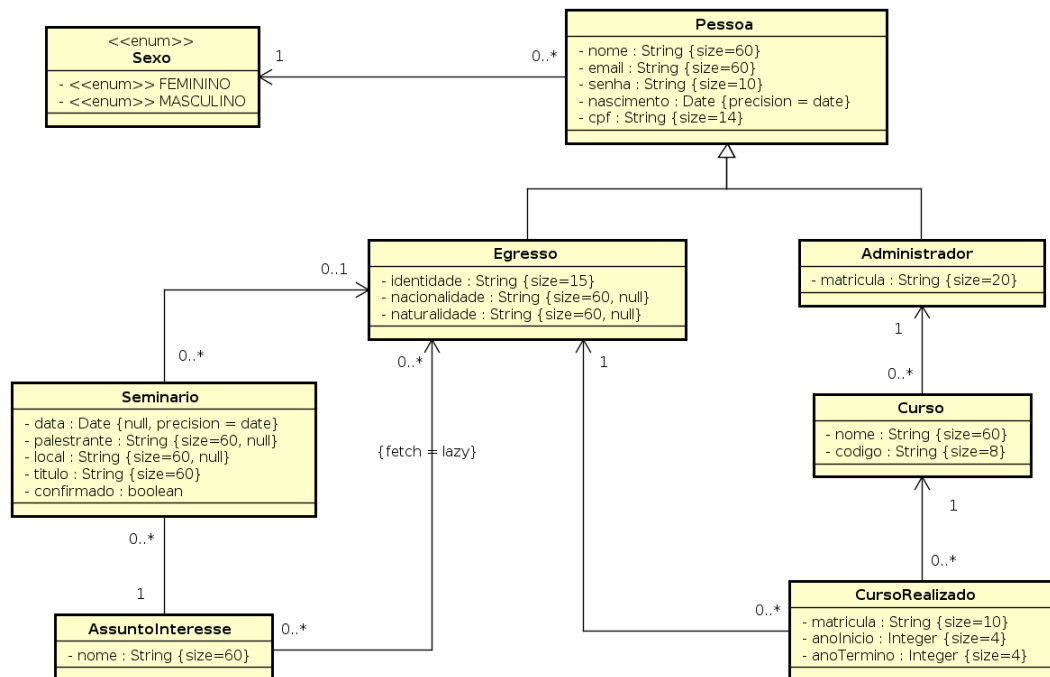 Pessoa
- nome : String {size=60}
- email : String {size=60}
- senha : String {size=10}
- nascimento : Date {precision = date}
- cpf : String {size=14}
<<enum>>
Sexo
- <<enum>> FEMININO
- <<enum>> MASCULINO
1
0..*
Egresso
- identidade : String {size=15}
- nacionalidade : String {size=60, null}
- naturalidade : String {size=60, null}
Administrador
- matricula : String {size=20}
0..1
0..*
0..*
1
1
0..*
Seminario
- data : Date {null, precision = date}
- palestrante : String {size=60, null}
- local : String {size=60, null}
- titulo : String {size=60}
- confirmado : boolean
{fetch = lazy}
Curso
- nome : String {size=60}
- codigo : String {size=8}
0..*
1
1
0..*
AssuntoInteresse
- nome : String {size=60}
0..*
0..*
CursoRealizado
- matricula : String {size=10}
- anoInicio : Integer {size=4}
- anoTermino : Integer {size=4}